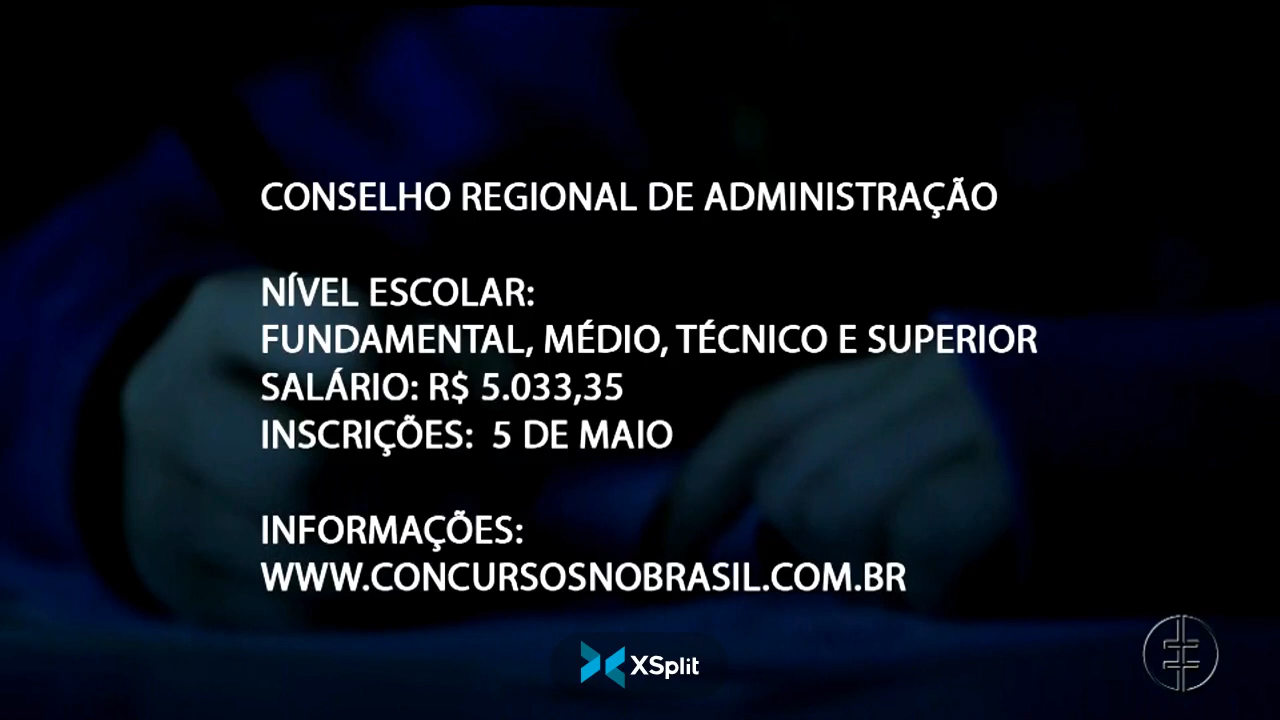 CONSELHO REGIONAL DE ADMINISTRAÇÃO
NÍVEL ESCOLAR:
FUNDAMENTAL, MÉDIO, TÉCNICO E SUPERIOR
SALÁRIO: R$ 5.033,35
INSCRIÇÕES: 5 DE MAIO
INFORMAÇÕES:
WWW.CONCURSOSNOBRASIL.COM.BR
XSplit